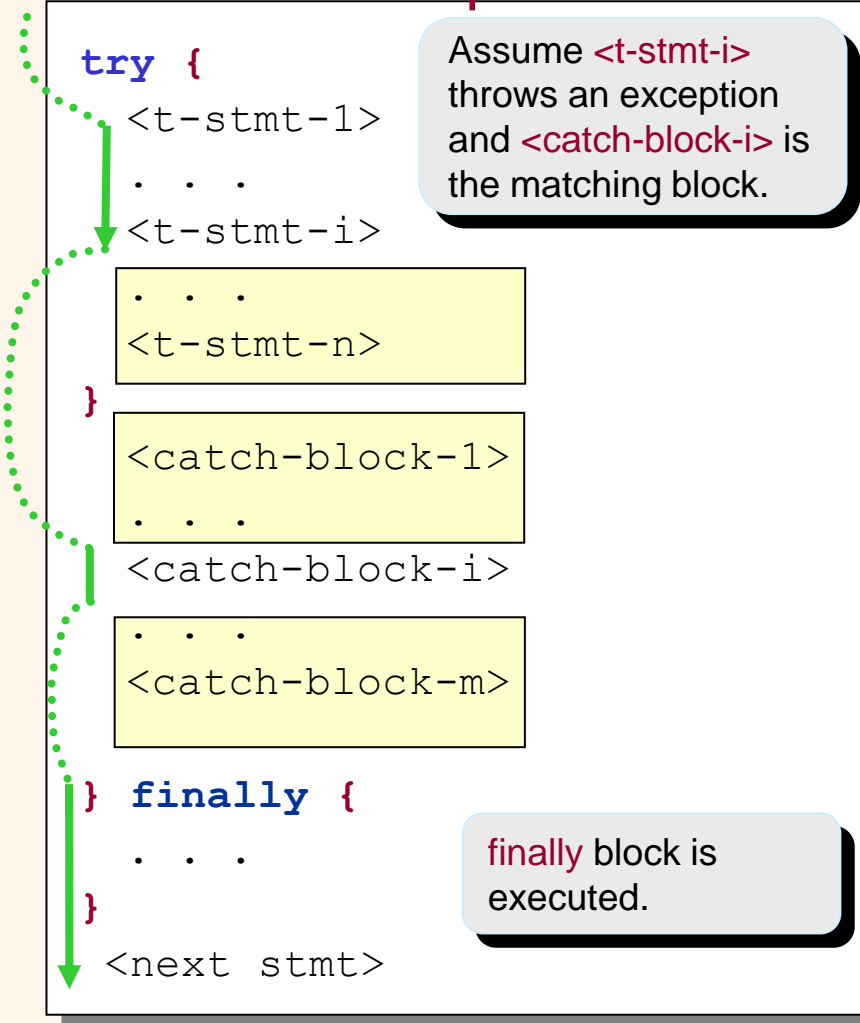 try {
<t-stmt-1>
. . .
<t-stmt-i>
. . .
<t-stmt-n>
}
<catch-block-1>
. . .
<catch-block-i>
. . .
<catch-block-m>
} finally {
. . .
}
<next stmt>
Assume <t-stmt-i>
throws an exception
and <catch-block-i> is
the matching block.
finally block is
executed.